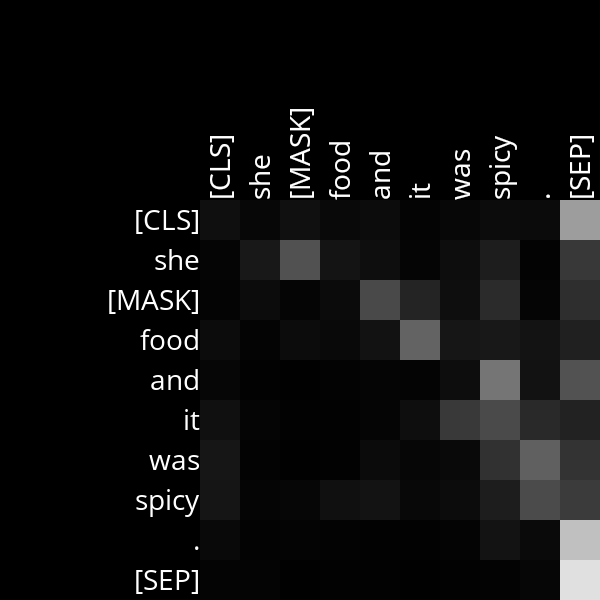 [CLS] she [MASK] food and it was spicy . [SEP]
[CLS]
she
[MASK]
food
and
it
was
spicy
.
[SEP]